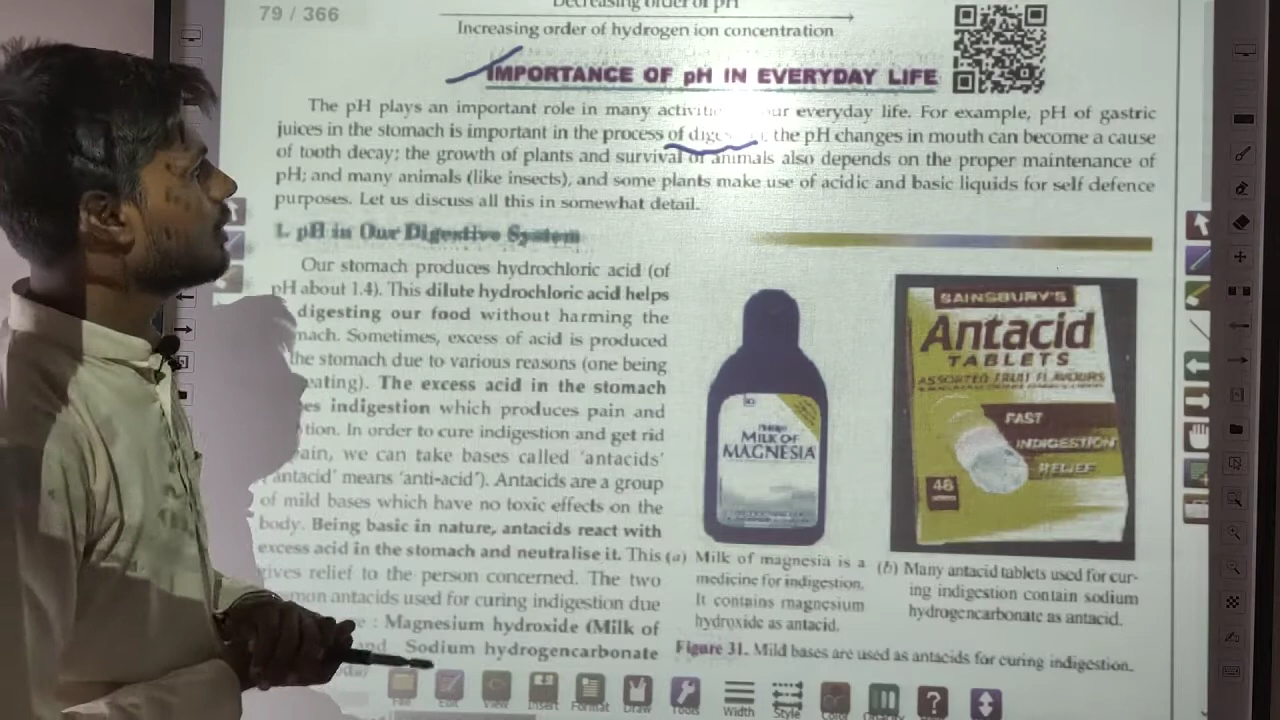 79 / 366
Decreasing order of pH
Increasing order of hydrogen ion concentration
IMPORTANCE OF pH IN EVERYDAY LIFE
The pH plays an important role in many everyday life. For example, pH of gastric
juices in the stomach is important in the process of the pH changes in mouth can become a cause
of tooth decay; the growth of plants and survival of animals also depends on the proper maintenance of
pH; and many animals (like insects), and some plants make use of acidic and basic liquids for self defence
purposes. Let us discuss all this in somewhat detail.
1. pH in Our Digestive System
Our stomach produces hydrochloric acid (of
pH about 1.4). This dilute hydrochloric acid helps
digesting our food without harming the
Sometimes, excess of acid is produced
the stomach due to various reasons (one being
The excess acid in the stomach
indigestion which produces pain and
In order to cure indigestion and get rid
we can take bases called ‘antacids’
‘antacid’ means ‘anti-acid’). Antacids are a group
of mild bases which have no toxic effects on the
body. Being basic in nature, antacids react with
excess acid in the stomach and neutralise it. This
gives relief to the person concerned. The two
antacids used for curing indigestion due
: Magnesium hydroxide (Milk of
and Sodium hydrogencarbonate
MILK OF
MAGNESIA
(a) Milk of magnesia is a
medicine for indigestion.
It contains magnesium
hydroxide as antacid.
SAINSBURY'S
Antacid
TABLETS
ASSORTED FRUIT FLAVOURS
FAST
INDIGESTION
RELIEF
48
(b) Many antacid tablets used for cur-
ing indigestion contain sodium
hydrogencarbonate as antacid.
Figure 31. Mild bases are used as antacids for curing indigestion.
File Edit View Insert Format Draw Tools Width Style Color Opacity